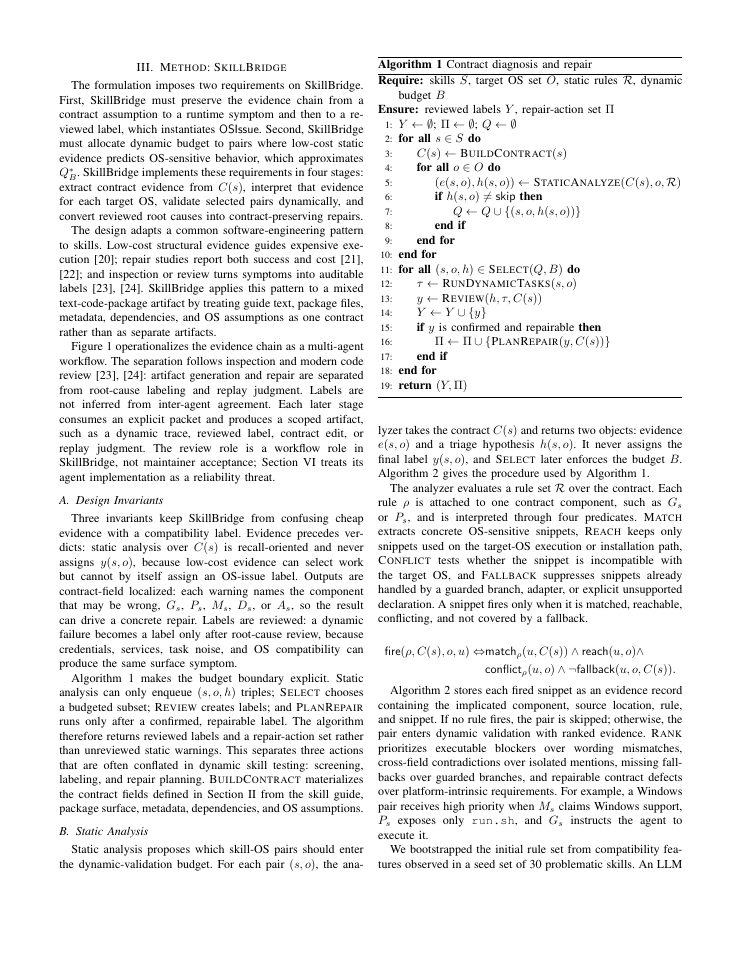 III. METHOD: SKILLBRIDGE
The formulation imposes two requirements on SkillBridge.
First, SkillBridge must preserve the evidence chain from a
contract assumption to a runtime symptom and then to a re-
viewed label, which instantiates OSIssue. Second, SkillBridge
must allocate dynamic budget to pairs where low-cost static
evidence predicts OS-sensitive behavior, which approximates
Q*_B. SkillBridge implements these requirements in four stages:
extract contract evidence from C(s), interpret that evidence
for each target OS, validate selected pairs dynamically, and
convert reviewed root causes into contract-preserving repairs.
The design adapts a common software-engineering pattern
to skills. Low-cost structural evidence guides expensive exe-
cution [20]; repair studies report both success and cost [21],
[22]; and inspection or review turns symptoms into auditable
labels [23], [24]. SkillBridge applies this pattern to a mixed
text-code-package artifact by treating guide text, package files,
metadata, dependencies, and OS assumptions as one contract
rather than as separate artifacts.
Figure 1 operationalizes the evidence chain as a multi-agent
workflow. The separation follows inspection and modern code
review [23], [24]: artifact generation and repair are separated
from root-cause labeling and replay judgment. Labels are
not inferred from inter-agent agreement. Each later stage
consumes an explicit packet and produces a scoped artifact,
such as a dynamic trace, reviewed label, contract edit, or
replay judgment. The review role is a workflow role in
SkillBridge, not maintainer acceptance; Section VI treats its
agent implementation as a reliability threat.
A. Design Invariants
Three invariants keep SkillBridge from confusing cheap
evidence with a compatibility label. Evidence precedes ver-
dicts: static analysis over C(s) is recall-oriented and never
assigns y(s, o), because low-cost evidence can select work
but cannot by itself assign an OS-issue label. Outputs are
contract-field localized: each warning names the component
that may be wrong, G_s, P_s, M_s, D_s, or A_s, so the result
can drive a concrete repair. Labels are reviewed: a dynamic
failure becomes a label only after root-cause review, because
credentials, services, task noise, and OS compatibility can
produce the same surface symptom.
Algorithm 1 makes the budget boundary explicit. Static
analysis can only enqueue (s, o, h) triples; SELECT chooses
a budgeted subset; REVIEW creates labels; and PLANREPAIR
runs only after a confirmed, repairable label. The algorithm
therefore returns reviewed labels and a repair-action set rather
than unreviewed static warnings. This separates three actions
that are often conflated in dynamic skill testing: screening,
labeling, and repair planning. BUILDCONTRACT materializes
the contract fields defined in Section II from the skill guide,
package surface, metadata, dependencies, and OS assumptions.
B. Static Analysis
Static analysis proposes which skill-OS pairs should enter
the dynamic-validation budget. For each pair (s, o), the ana-
Algorithm 1 Contract diagnosis and repair
Require: skills S, target OS set O, static rules R, dynamic
budget B
Ensure: reviewed labels Y, repair-action set Π
1: Y ← ∅; Π ← ∅; Q ← ∅
2: for all s ∈ S do
3: C(s) ← BUILDCONTRACT(s)
4: for all o ∈ O do
5: (e(s, o), h(s, o)) ← STATICANALYZE(C(s), o, R)
6: if h(s, o) ≠ skip then
7: Q ← Q ∪ {(s, o, h(s, o))}
8: end if
9: end for
10: end for
11: for all (s, o, h) ∈ SELECT(Q, B) do
12: τ ← RUNDYNAMICTASKS(s, o)
13: y ← REVIEW(h, τ, C(s))
14: Y ← Y ∪ {y}
15: if y is confirmed and repairable then
16: Π ← Π ∪ {PLANREPAIR(y, C(s))}
17: end if
18: end for
19: return (Y, Π)
lyzer takes the contract C(s) and returns two objects: evidence
e(s, o) and a triage hypothesis h(s, o). It never assigns the
final label y(s, o), and SELECT later enforces the budget B.
Algorithm 2 gives the procedure used by Algorithm 1.
The analyzer evaluates a rule set R over the contract. Each
rule ρ is attached to one contract component, such as G_s
or P_s, and is interpreted through four predicates. MATCH
extracts concrete OS-sensitive snippets, REACH keeps only
snippets used on the target-OS execution or installation path,
CONFLICT tests whether the snippet is incompatible with
the target OS, and FALLBACK suppresses snippets already
handled by a guarded branch, adapter, or explicit unsupported
declaration. A snippet fires only when it is matched, reachable,
conflicting, and not covered by a fallback.
fire(ρ, C(s), o, u) ⇔match_ρ(u, C(s)) ∧ reach(u, o)∧
conflict_ρ(u, o) ∧ ¬fallback(u, o, C(s)).
Algorithm 2 stores each fired snippet as an evidence record
containing the implicated component, source location, rule,
and snippet. If no rule fires, the pair is skipped; otherwise, the
pair enters dynamic validation with ranked evidence. RANK
prioritizes executable blockers over wording mismatches,
cross-field contradictions over isolated mentions, missing fall-
backs over guarded branches, and repairable contract defects
over platform-intrinsic requirements. For example, a Windows
pair receives high priority when M_s claims Windows support,
P_s exposes only run.sh, and G_s instructs the agent to
execute it.
We bootstrapped the initial rule set from compatibility fea-
tures observed in a seed set of 30 problematic skills. An LLM